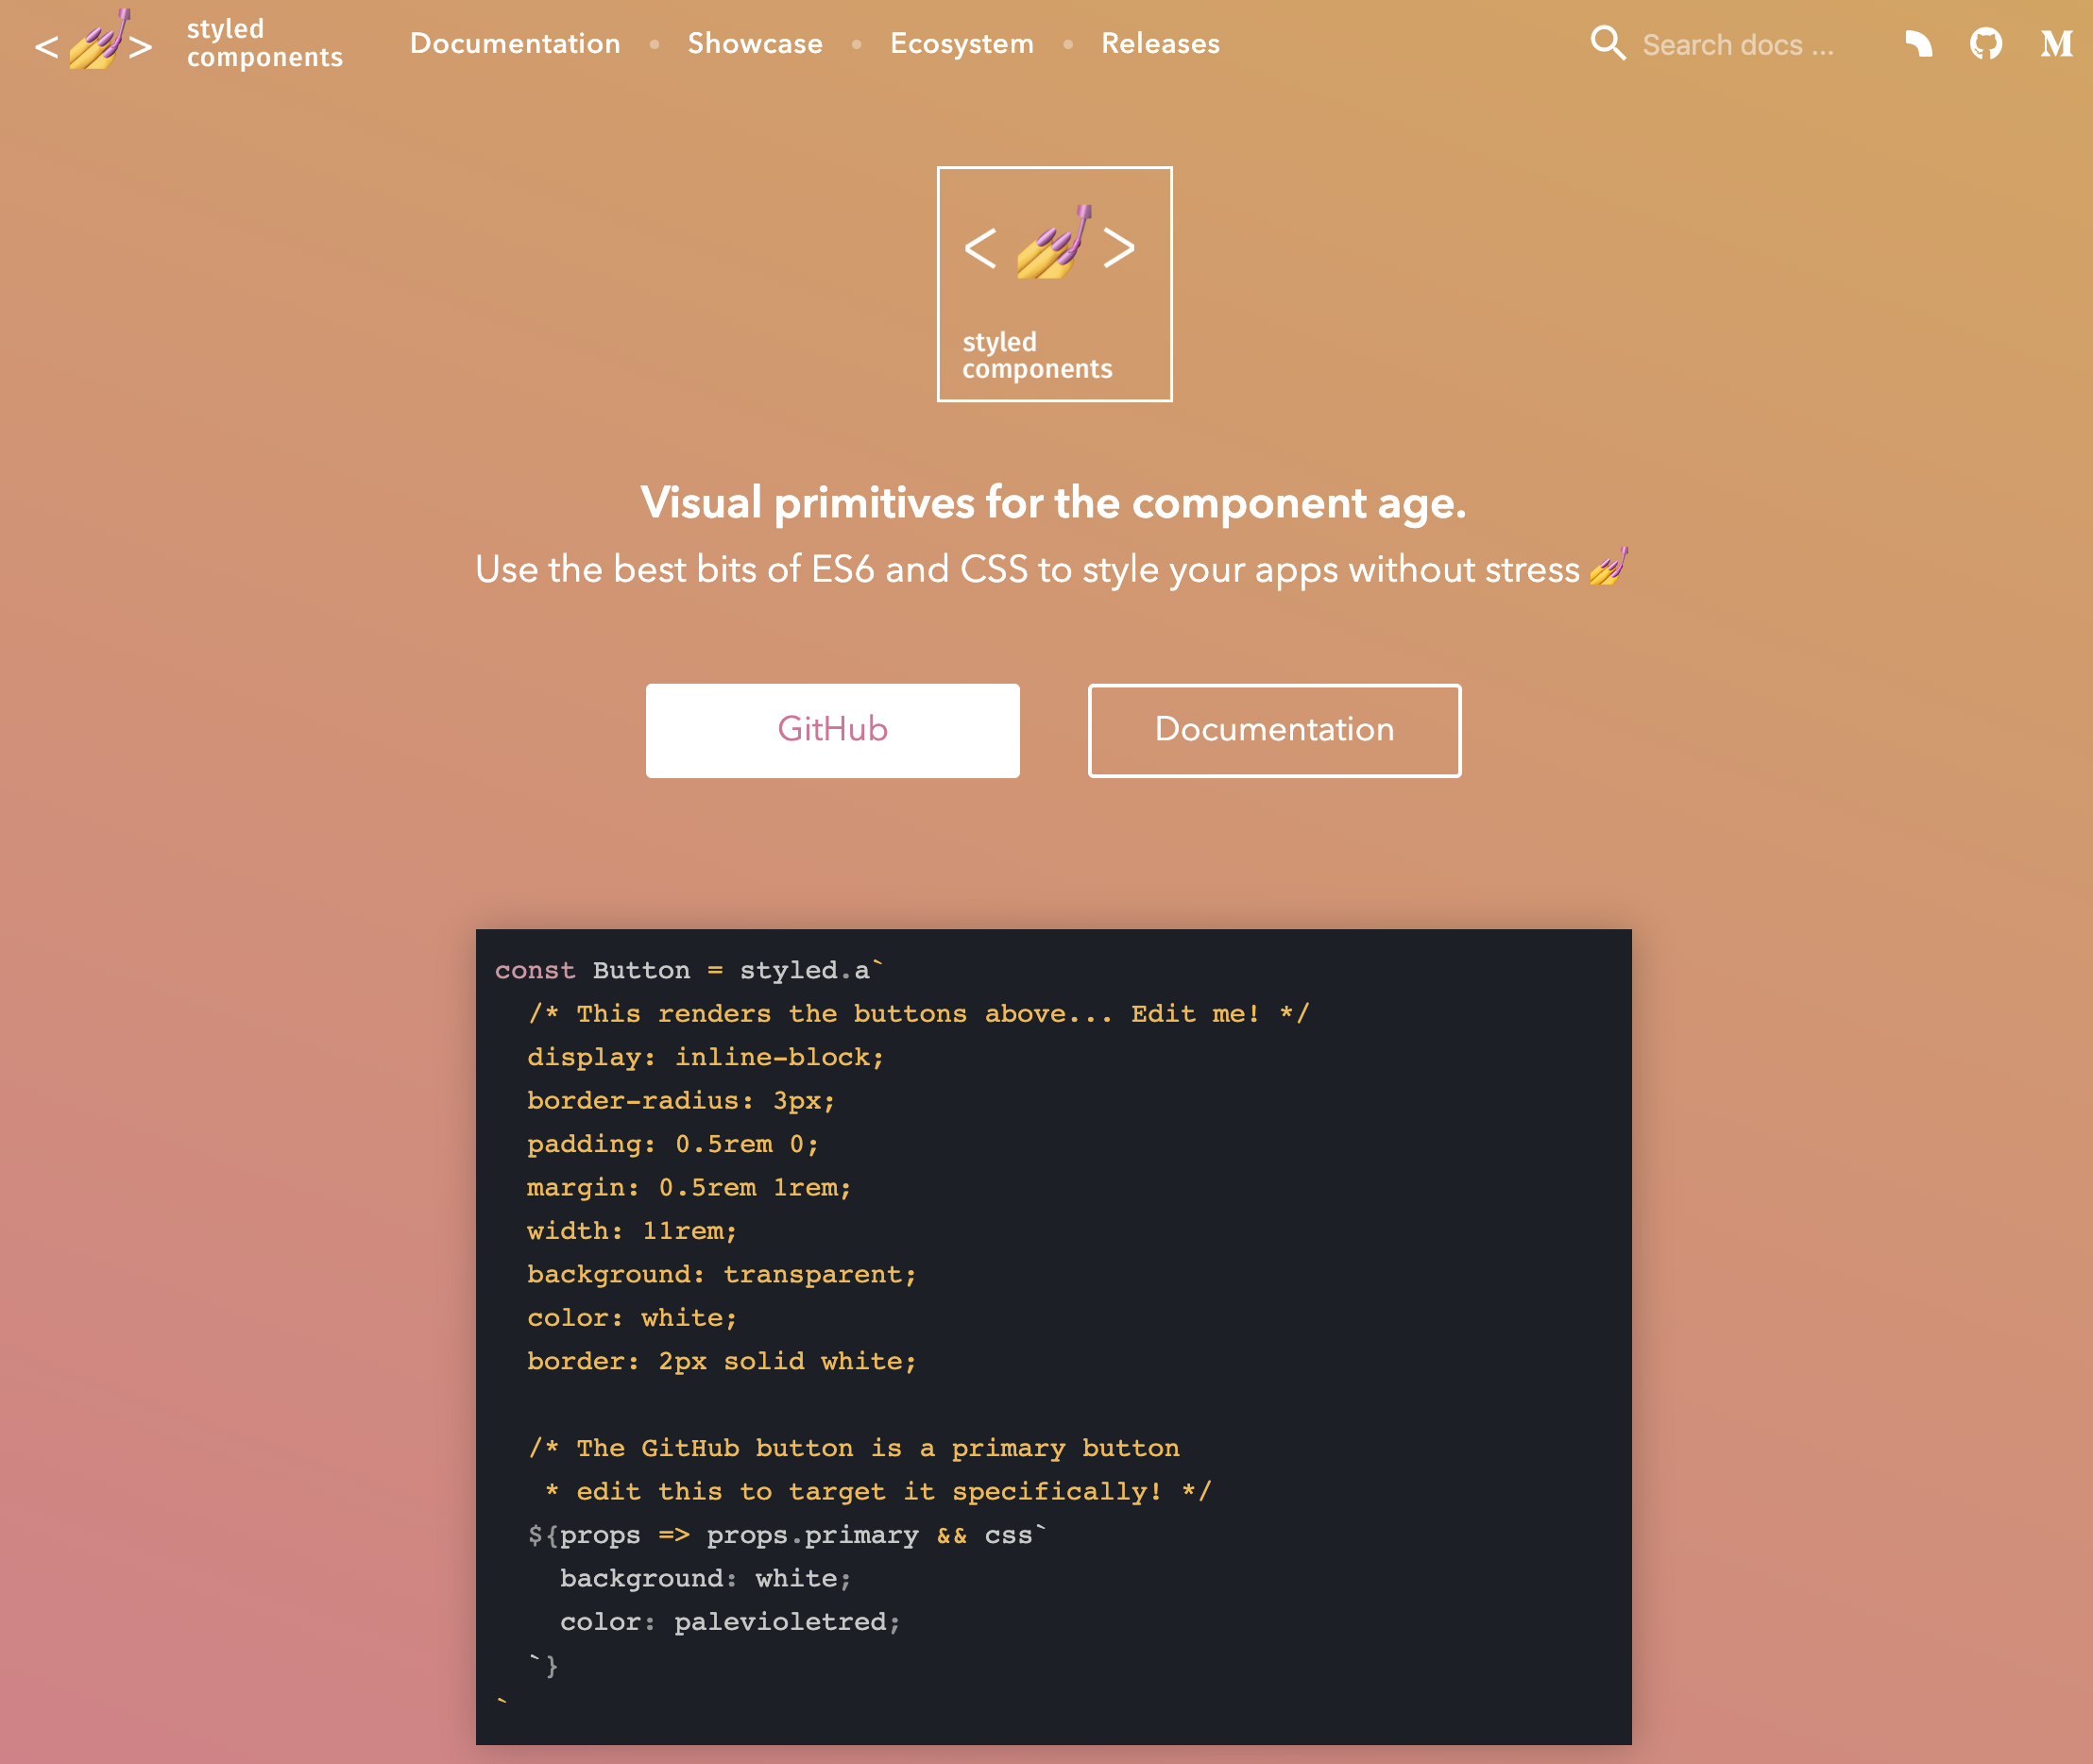 styled
components
Documentation • Showcase • Ecosystem • Releases
Search docs ...
< >
styled
components
Visual primitives for the component age.
Use the best bits of ES6 and CSS to style your apps without stress 💅
GitHub
Documentation
const Button = styled.a`
  /* This renders the buttons above... Edit me! */
  display: inline-block;
  border-radius: 3px;
  padding: 0.5rem 0;
  margin: 0.5rem 1rem;
  width: 11rem;
  background: transparent;
  color: white;
  border: 2px solid white;

  /* The GitHub button is a primary button
   * edit this to target it specifically! */
  ${props => props.primary && css`
    background: white;
    color: palevioletred;
  `}
`